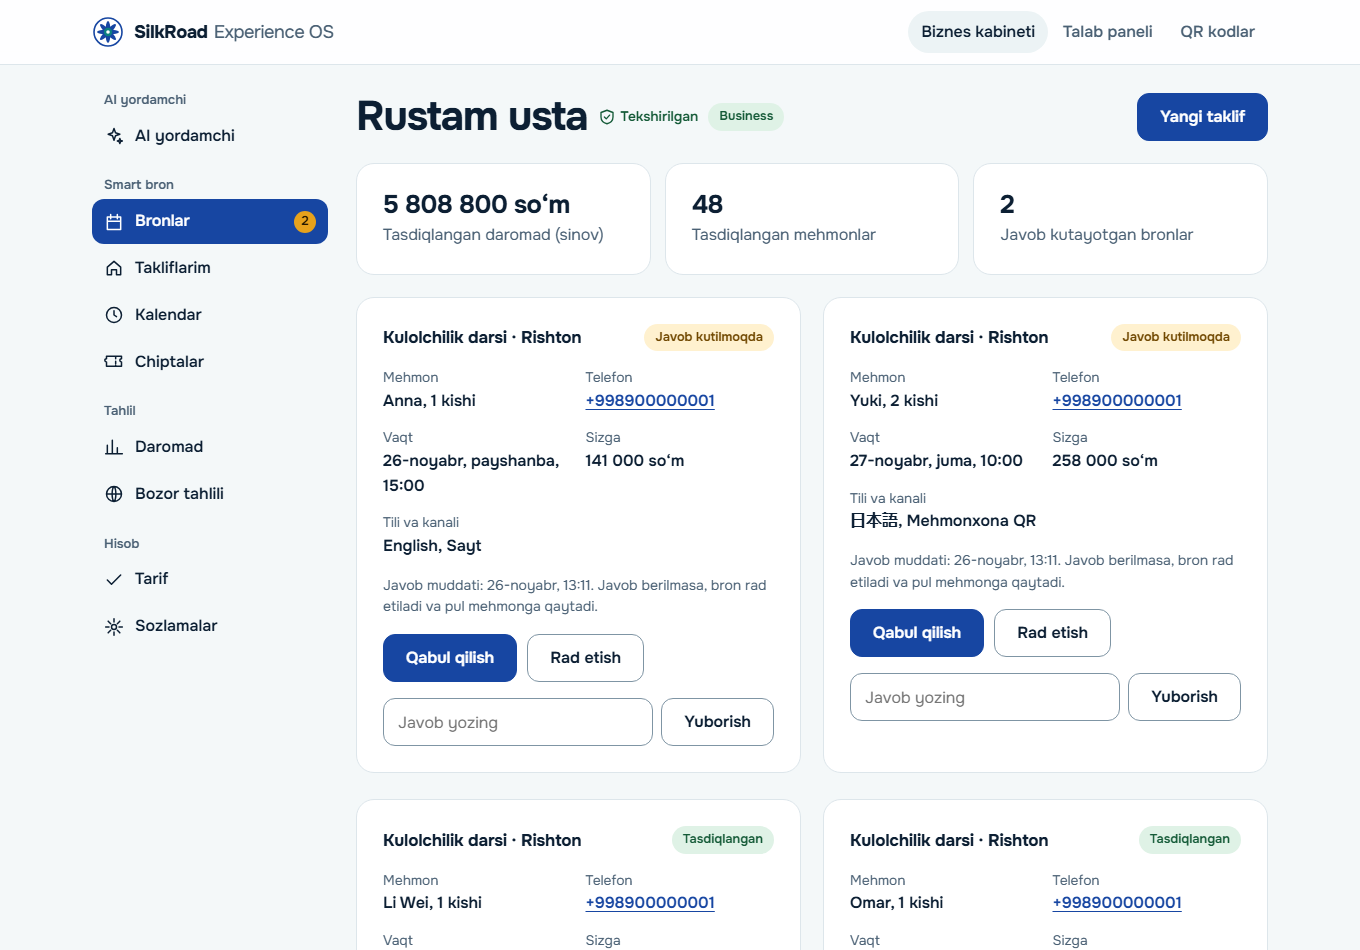 SilkRoad Experience OS
Biznes kabineti
Talab paneli
QR kodlar
AI yordamchi
AI yordamchi
Smart bron
Bronlar
2
Takliflarim
Kalendar
Chiptalar
Tahlil
Daromad
Bozor tahlili
Hisob
Tarif
Sozlamalar
Rustam usta
Tekshirilgan
Business
Yangi taklif
5 808 800 so‘m
Tasdiqlangan daromad (sinov)
48
Tasdiqlangan mehmonlar
2
Javob kutayotgan bronlar
Kulolchilik darsi · Rishton
Javob kutilmoqda
Mehmon
Anna, 1 kishi
Telefon
+998900000001
Vaqt
26-noyabr, payshanba,
15:00
Sizga
141 000 so‘m
Tili va kanali
English, Sayt
Javob muddati: 26-noyabr, 13:11. Javob berilmasa, bron rad
etiladi va pul mehmonga qaytadi.
Qabul qilish
Rad etish
Javob yozing
Yuborish
Kulolchilik darsi · Rishton
Javob kutilmoqda
Mehmon
Yuki, 2 kishi
Telefon
+998900000001
Vaqt
27-noyabr, juma, 10:00
Sizga
258 000 so‘m
Tili va kanali
日本語, Mehmonxona QR
Javob muddati: 26-noyabr, 13:11. Javob berilmasa, bron rad
etiladi va pul mehmonga qaytadi.
Qabul qilish
Rad etish
Javob yozing
Yuborish
Kulolchilik darsi · Rishton
Tasdiqlangan
Mehmon
Li Wei, 1 kishi
Telefon
+998900000001
Vaqt
Sizga
Kulolchilik darsi · Rishton
Tasdiqlangan
Mehmon
Omar, 1 kishi
Telefon
+998900000001
Vaqt
Sizga